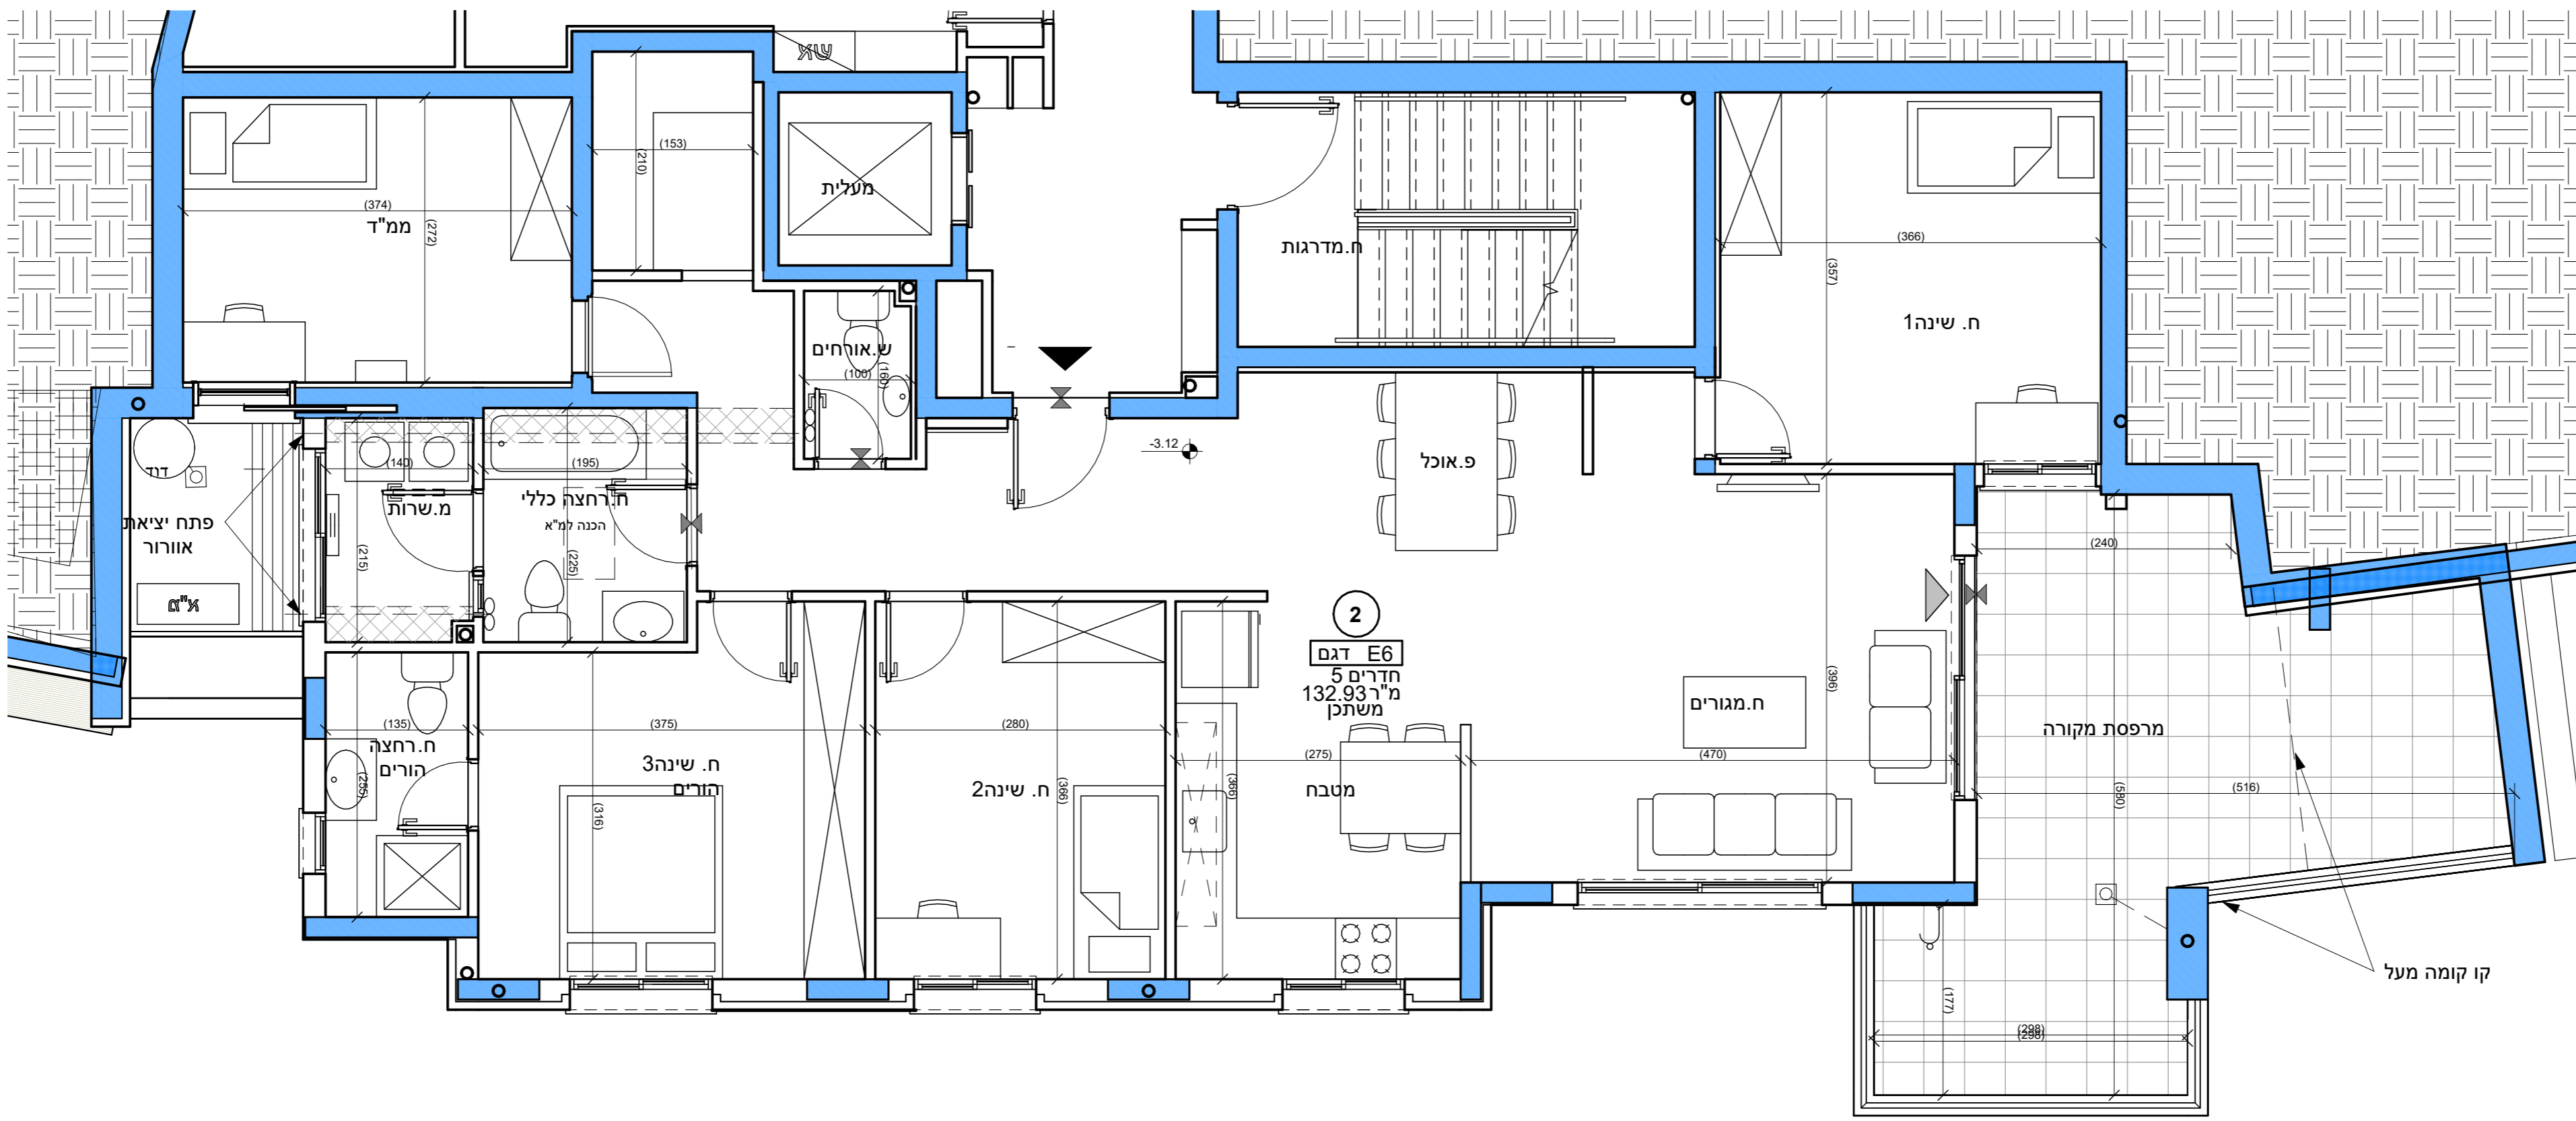 אש
(153)
(210)
מעלית
(374)
ממ"ד
(272)
ח.מדרגות
(366)
(357)
ח. שינה1
ש.אורחים
(100)
(160)
-3.12
פ.אוכל
דוד
(140)
(195)
ח.רחצה כללי
הכנה למ"א
מ.שרות
פתח יציאת
אוורור
(215)
(225)
מ"א
(240)
2
דגם E6
5 חדרים
132.93 מ"ר
משתכן
(396)
ח.מגורים
מרפסת מקורה
(135)
(375)
(280)
(275)
(470)
ח.רחצה
הורים
(255)
ח. שינה3
הורים
(316)
ח. שינה2
(366)
(366)
מטבח
(580)
(516)
קו קומה מעל
(177)
(298)
(298)